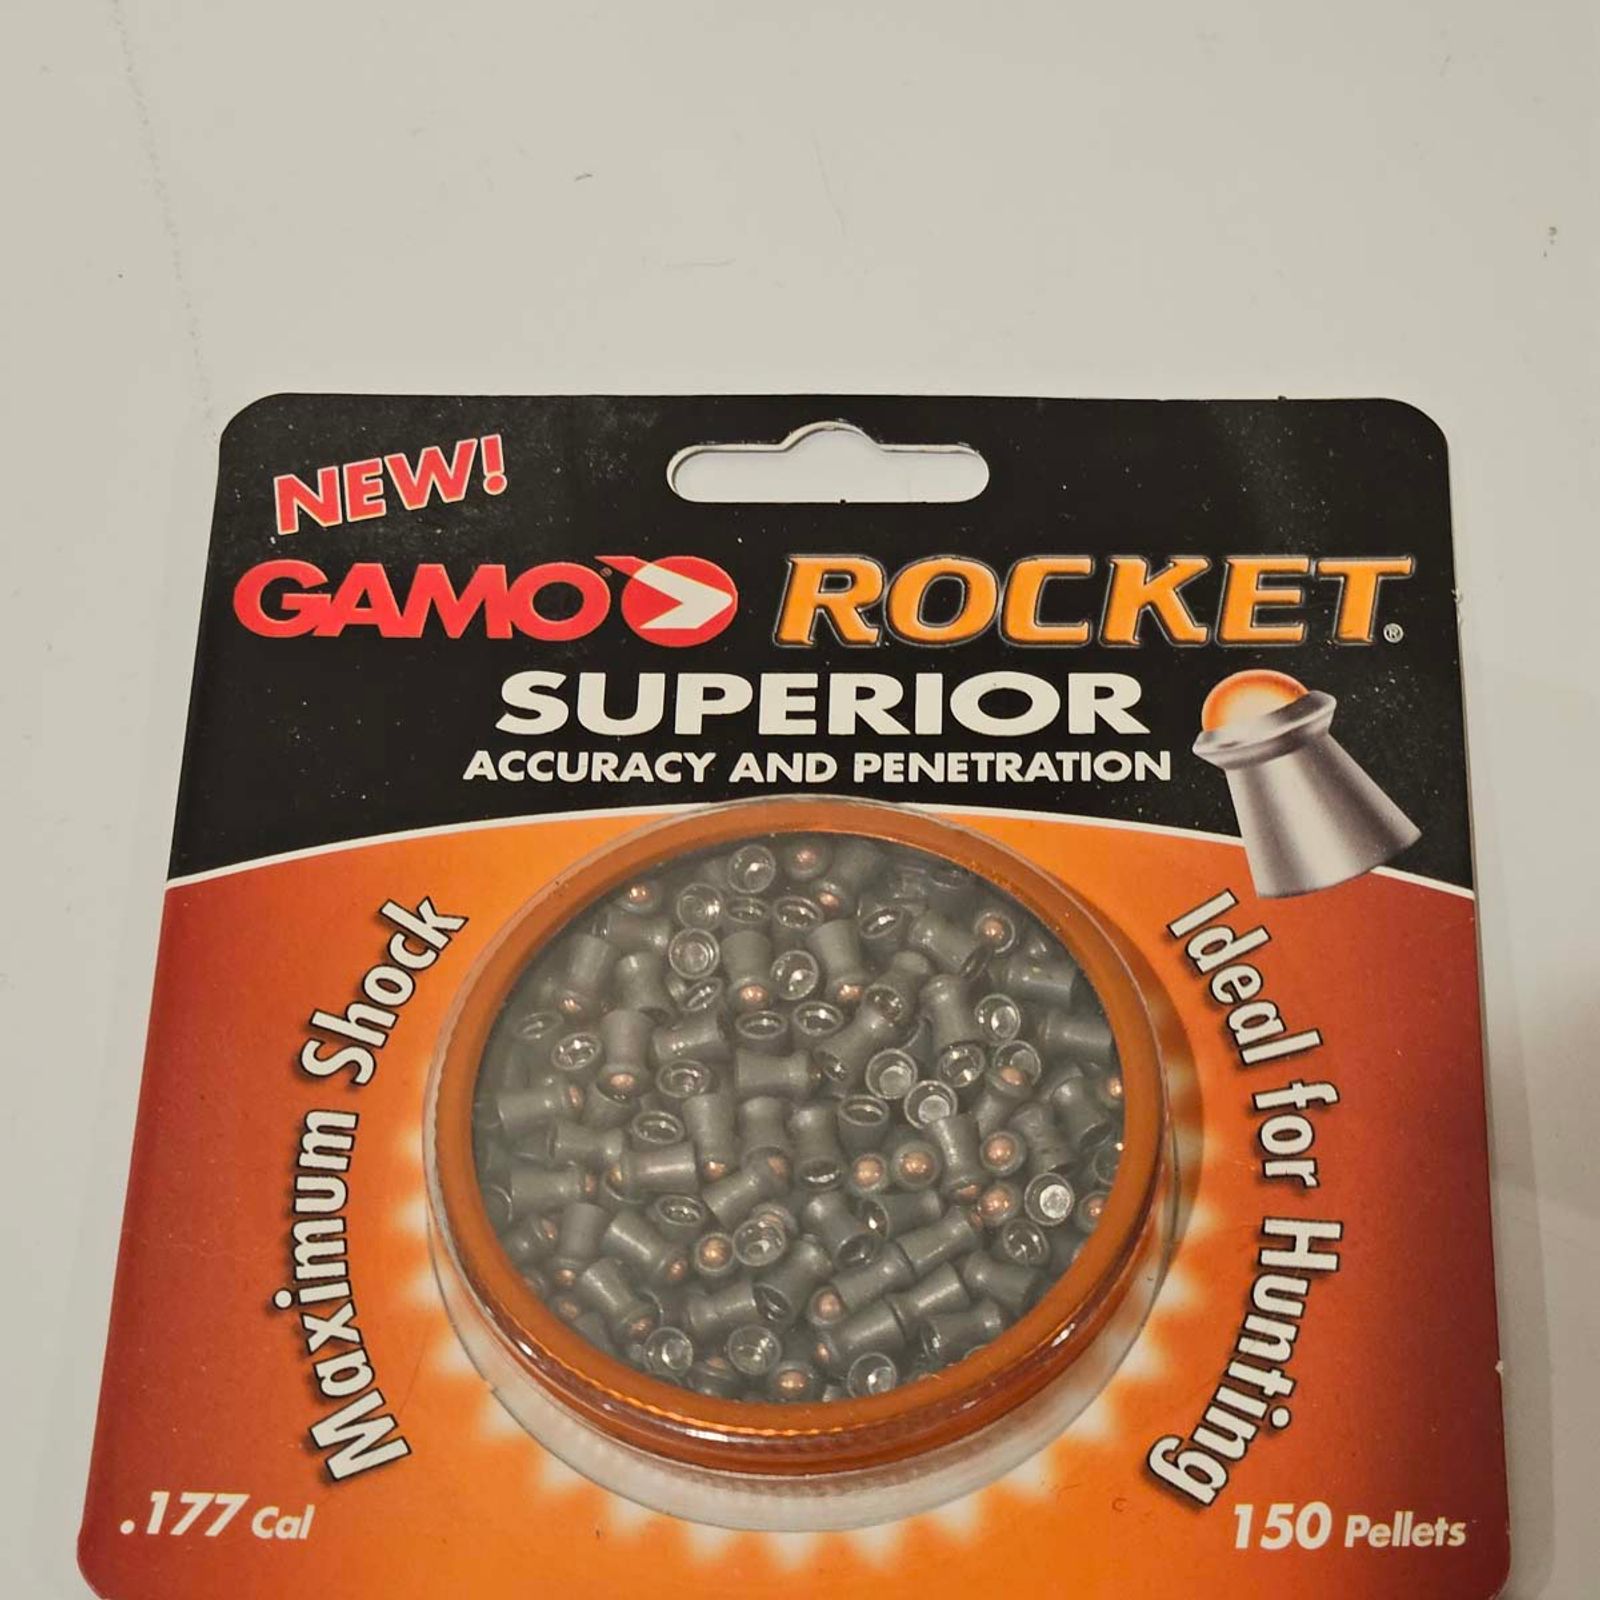 NEW!
GAMO® ROCKET®
SUPERIOR
ACCURACY AND PENETRATION
Maximum Shock
Ideal for Hunting
.177 Cal
150 Pellets